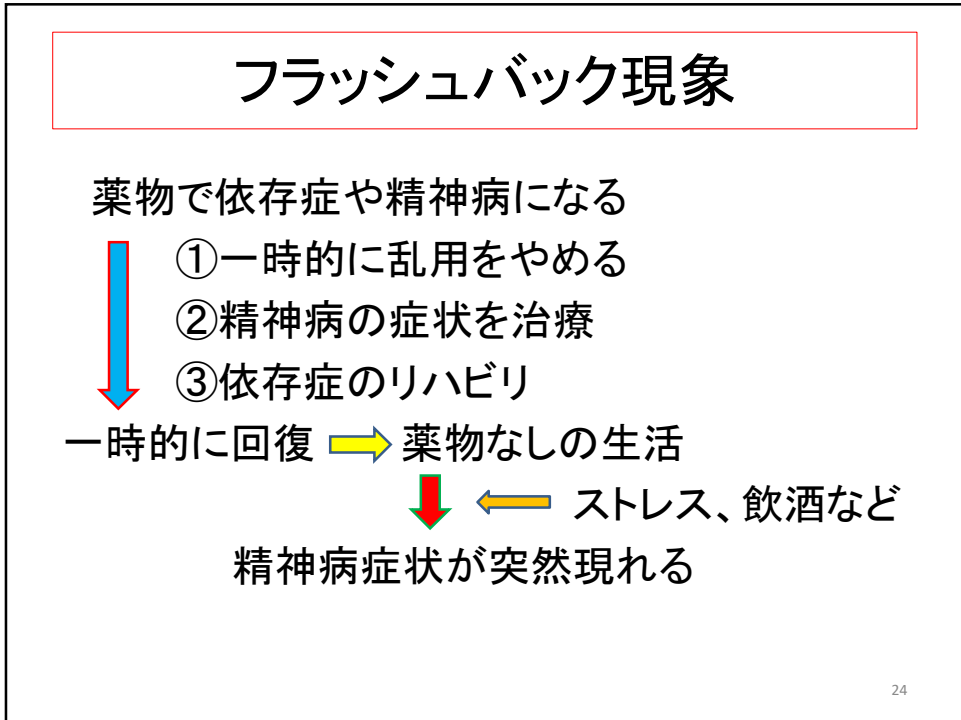 フラッシュバック現象
薬物で依存症や精神病になる
①一時的に乱用をやめる
②精神病の症状を治療
③依存症のリハビリ
一時的に回復 薬物なしの生活
ストレス、飲酒など
精神病症状が突然現れる
24